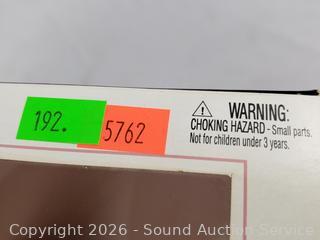 192.
5762
WARNING:
CHOKING HAZARD - Small parts.
Not for children under 3 years.
Copyright 2026 - Sound Auction Service